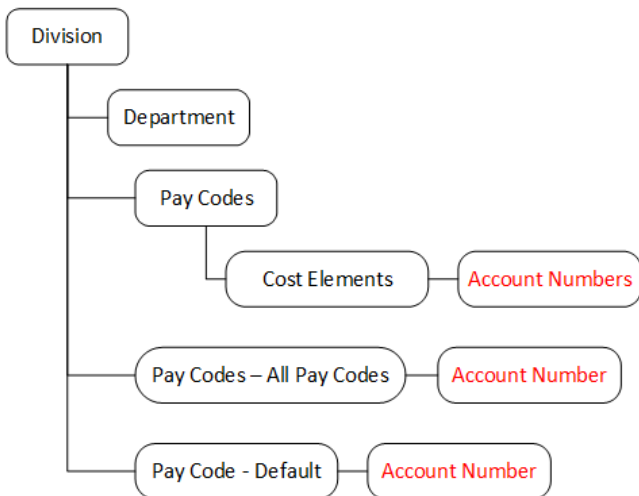 Division
Department
Pay Codes
Cost Elements
Account Numbers
Pay Codes – All Pay Codes
Account Number
Pay Code - Default
Account Number